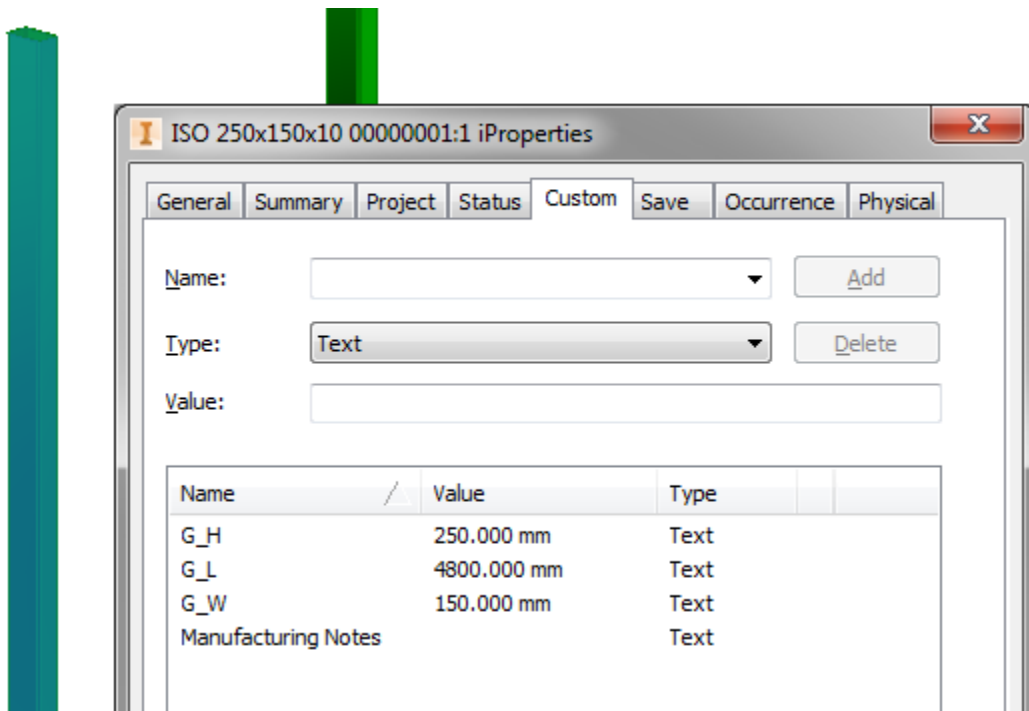 ISO 250x150x10 00000001:1 iProperties
General Summary Project Status Custom Save Occurrence Physical
Name: Add
Type: Text Delete
Value:
Name Value Type
G_H 250.000 mm Text
G_L 4800.000 mm Text
G_W 150.000 mm Text
Manufacturing Notes Text